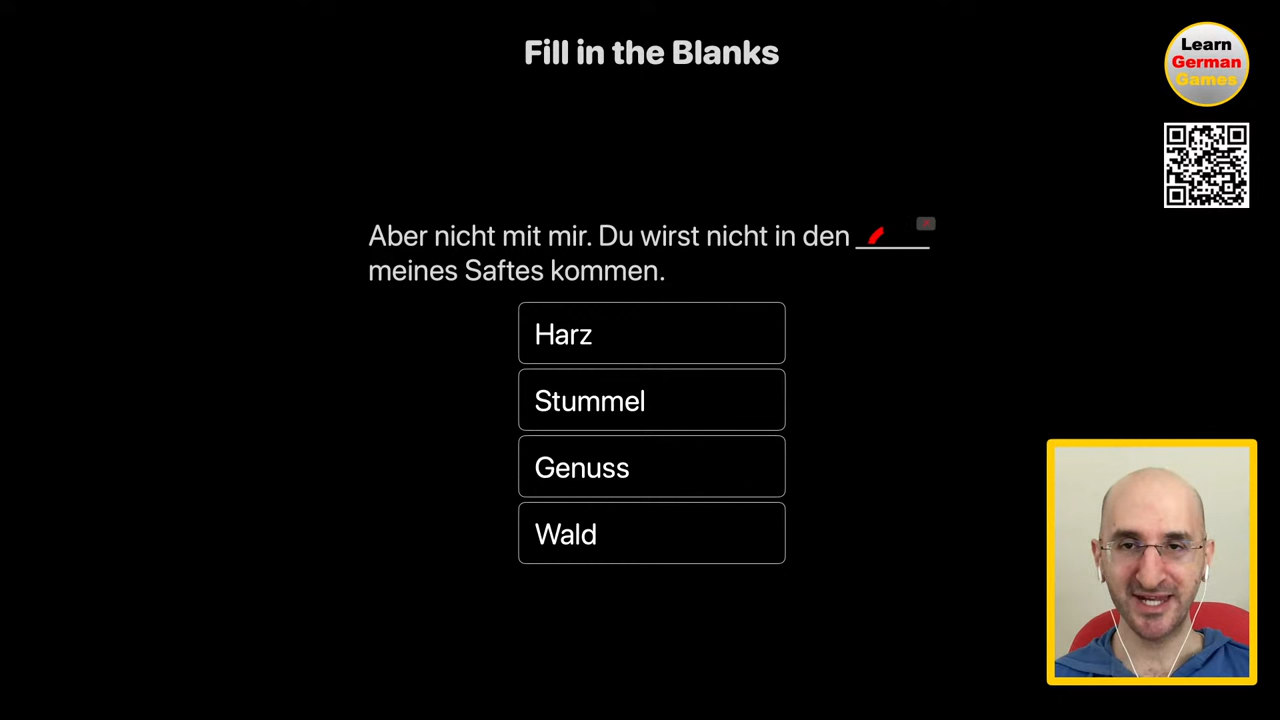 Fill in the Blanks
Learn
German
Games
Aber nicht mit mir. Du wirst nicht in den ______
meines Saftes kommen.
Harz
Stummel
Genuss
Wald